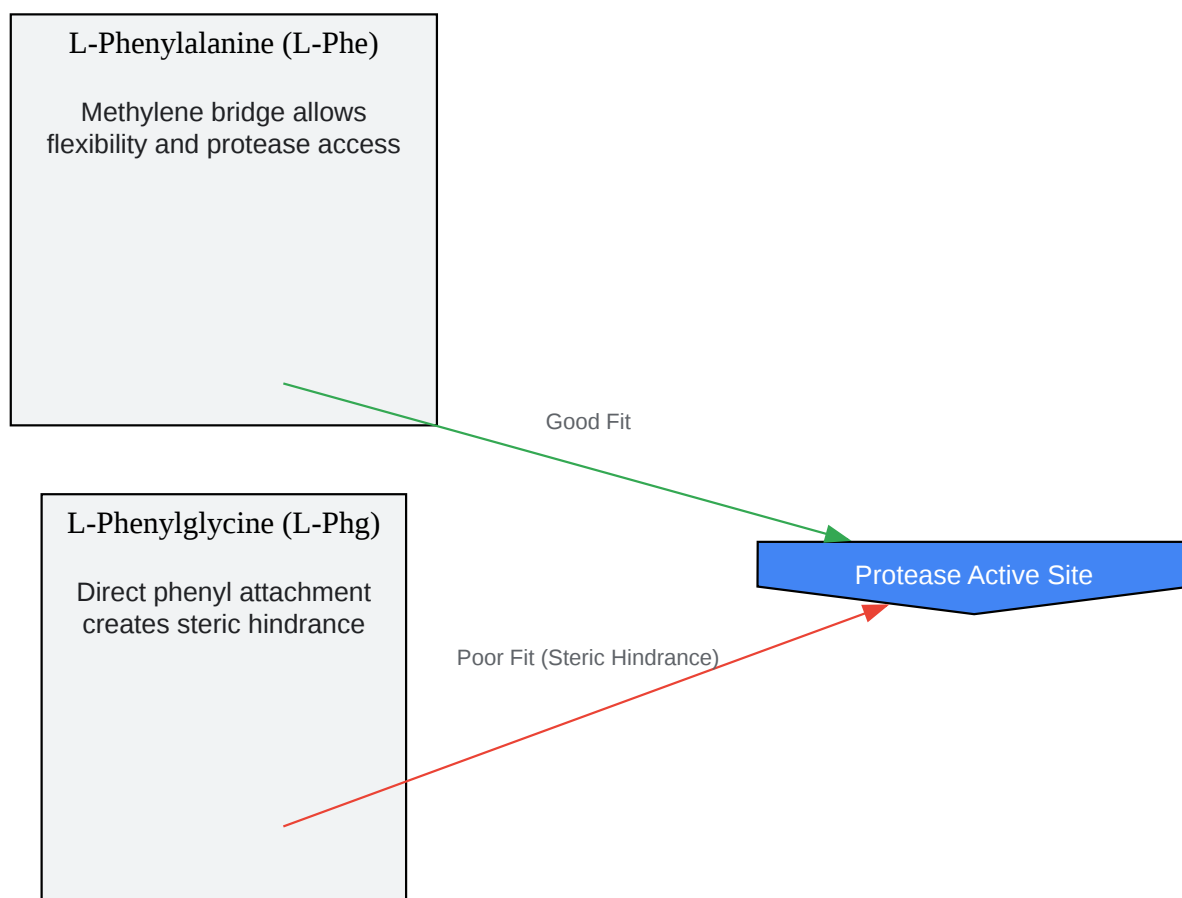 L-Phenylalanine (L-Phe)
Methylene bridge allows
flexibility and protease access
Good Fit
L-Phenylglycine (L-Phg)
Direct phenyl attachment
creates steric hindrance
Protease Active Site
Poor Fit (Steric Hindrance)